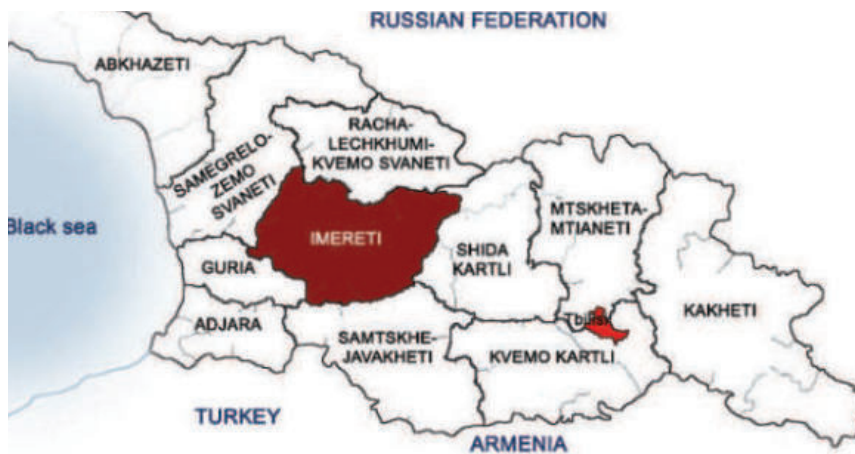 RUSSIAN FEDERATION
ABKHAZETI
RACHA-
LECHKHUMI-
KVEMO SVANETI
SAMEGRELO-
ZEMO
SVANETI
MTSKHETA-
MTIANETI
Black sea
IMERETI
SHIDA
KARTLI
GURIA
KAKHETI
ADJARA
Tbilisi
SAMTSKHE-
JAVAKHETI
KVEMO KARTLI
TURKEY
ARMENIA